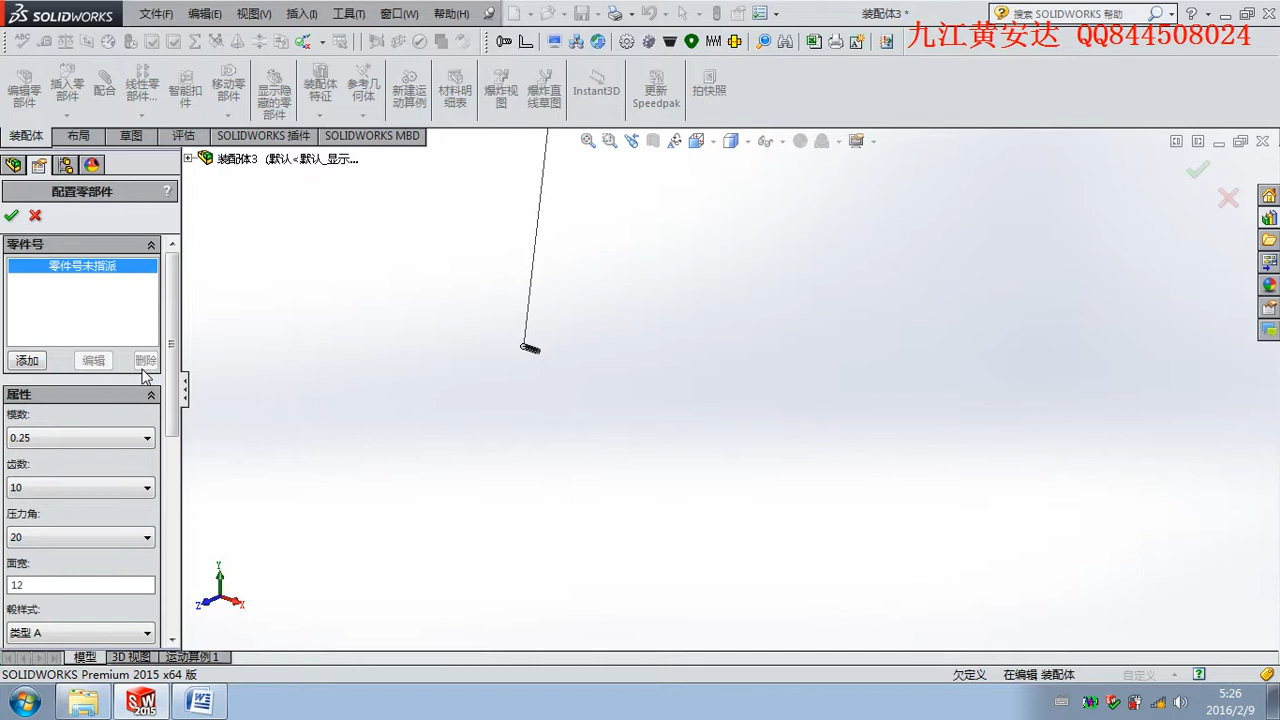 SOLIDWORKS 文件(F) 编辑(E) 视图(V) 插入(I) 工具(T) 窗口(W) 帮助(H) 装配体3 * 搜索 SOLIDWORKS 帮助
九江黄安达 QQ844508024
编辑零部件 插入零部件 配合 线性零部件... 智能扣件 移动零部件 显示隐藏的零部件 装配体特征 参考几何体 新建运动算例 材料明细表 爆炸视图 爆炸直线草图 Instant3D 更新 Speedpak 拍快照
装配体 布局 草图 评估 SOLIDWORKS 插件 SOLIDWORKS MBD
装配体3 (默认<默认_显示...
配置零部件 ?
零件号
零件号未指派
添加 编辑 删除
属性
模数:
0.25
齿数:
10
压力角:
20
面宽:
12
毂样式:
类型 A
Y
Z X
模型 3D 视图 运动算例 1
SOLIDWORKS Premium 2015 x64 版 欠定义 在编辑 装配体 自定义
SW 2015 W 5:26
2016/2/9